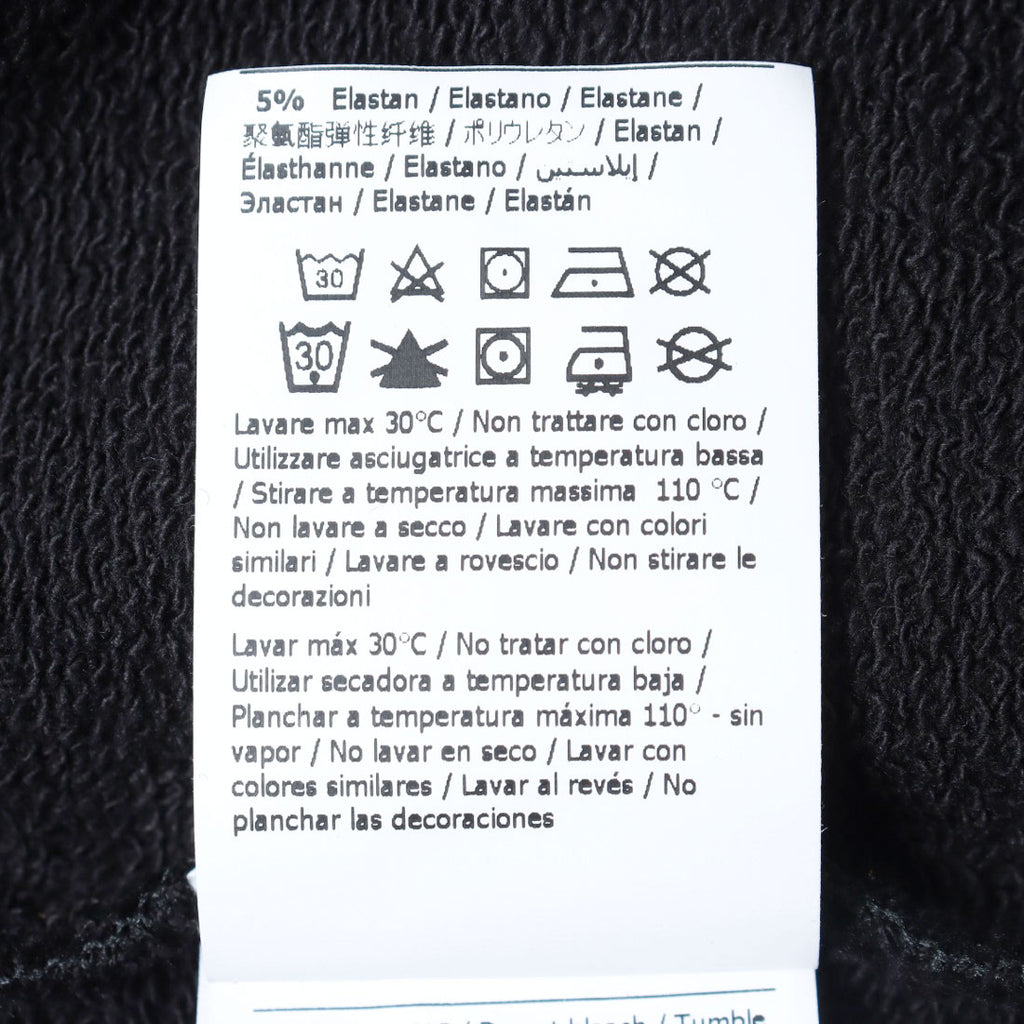 5% Elastan / Elastano / Elastane /
聚氨酯弹性纤维 / ポリウレタン / Elastan /
Élasthanne / Elastano / إيلاستين /
Эластан / Elastane / Elastán
30
30
Lavare max 30°C / Non trattare con cloro /
Utilizzare asciugatrice a temperatura bassa
/ Stirare a temperatura massima 110 °C /
Non lavare a secco / Lavare con colori
similari / Lavare a rovescio / Non stirare le
decorazioni
Lavar máx 30°C / No tratar con cloro /
Utilizar secadora a temperatura baja /
Planchar a temperatura máxima 110° - sin
vapor / No lavar en seco / Lavar con
colores similares / Lavar al revés / No
planchar las decoraciones
/ Tumble